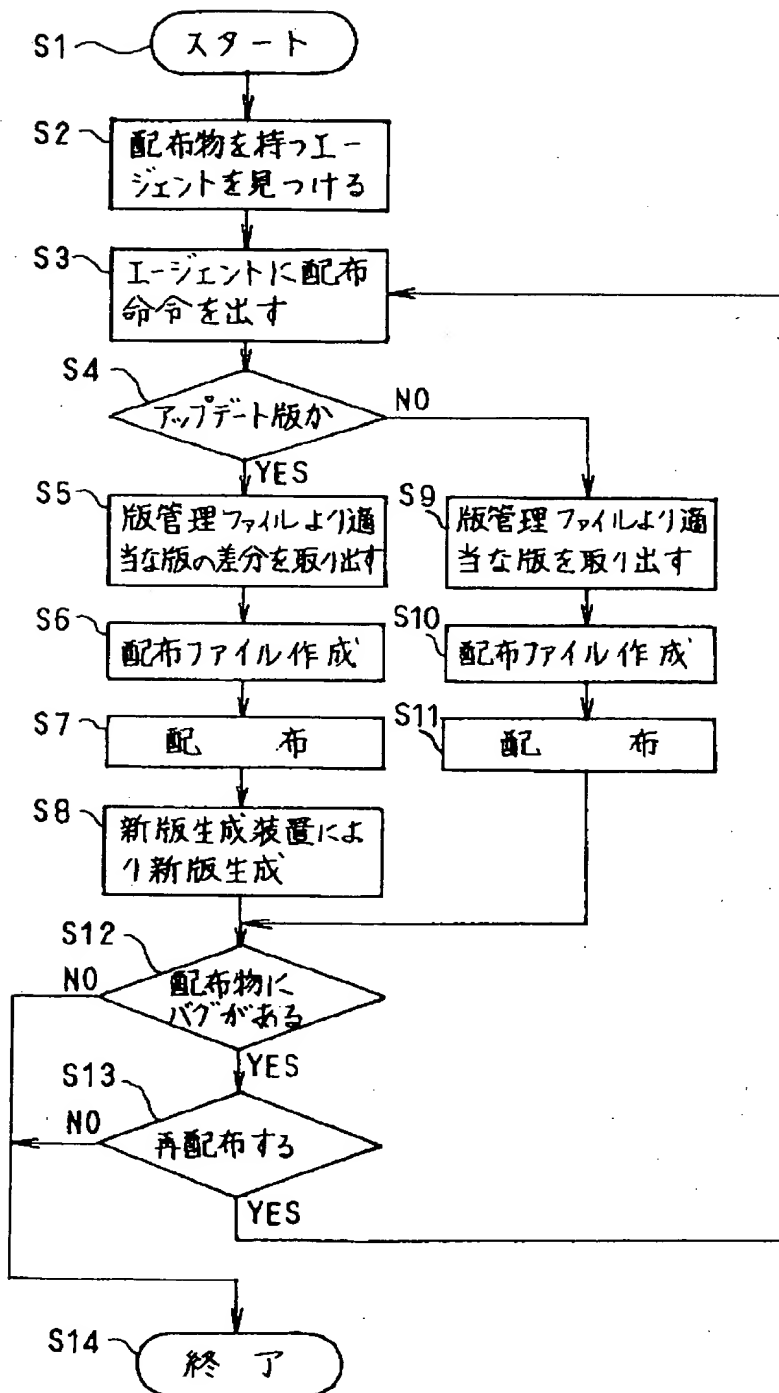 S1
スタート
S2
配布物を持つエー
ジェントを見つける
S3
エージェントに配布
命令を出す
S4
アップデート版か
NO
YES
S5
版管理ファイルより適
当な版の差分を取り出す
S9
版管理ファイルより適
当な版を取り出す
S6
配布ファイル作成
S10
配布ファイル作成
S7
配 布
S11
配 布
S8
新版生成装置によ
り新版生成
S12
配布物に
バグがある
NO
YES
S13
再配布する
NO
YES
S14
終 了